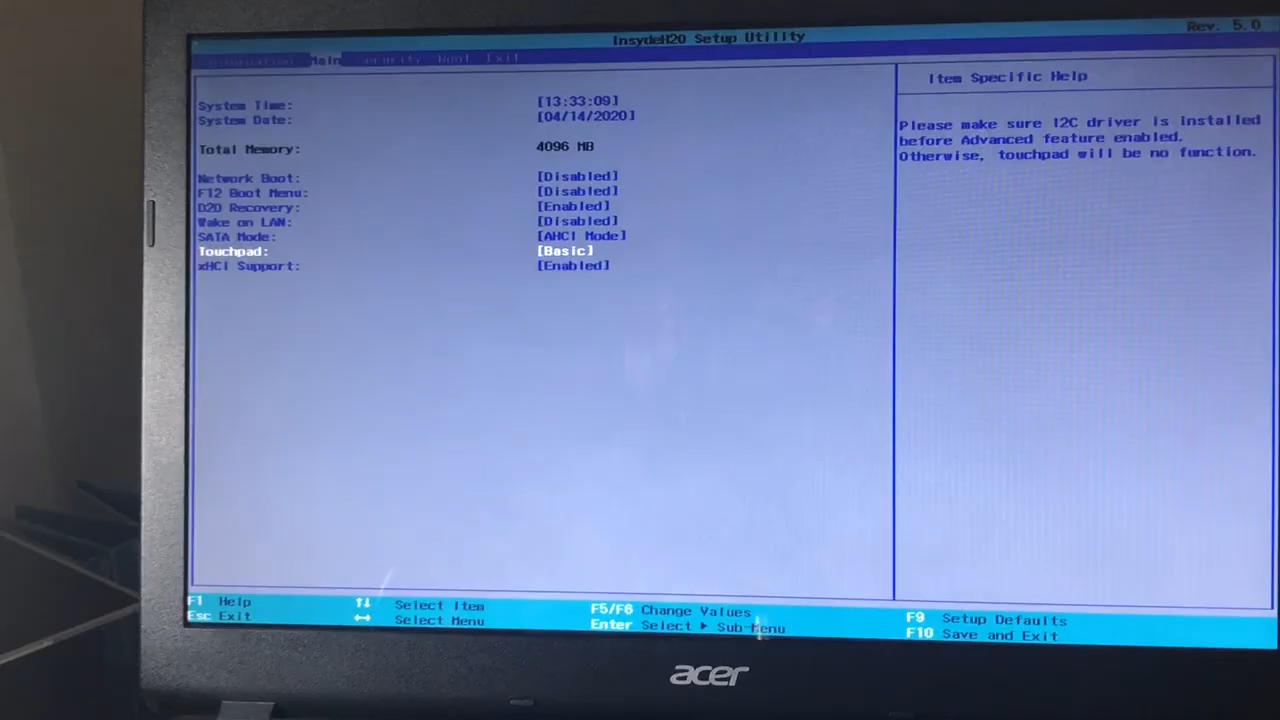 InsydeH20 Setup Utility
Rev. 5.0
Main Security Boot Exit
Item Specific Help
System Time: [13:33:09]
System Date: [04/14/2020]
Total Memory: 4096 MB
Network Boot: [Disabled]
F12 Boot Menu: [Disabled]
D2D Recovery: [Enabled]
Wake on LAN: [Disabled]
SATA Mode: [AHCI Mode]
Touchpad: [Basic]
xHCI Support: [Enabled]
Please make sure I2C driver is installed
before Advanced feature enabled.
Otherwise, touchpad will be no function.
F1 Help ↑↓ Select Item F5/F6 Change Values F9 Setup Defaults
Esc Exit ↔ Select Menu Enter Select ▶ Sub-Menu F10 Save and Exit
acer